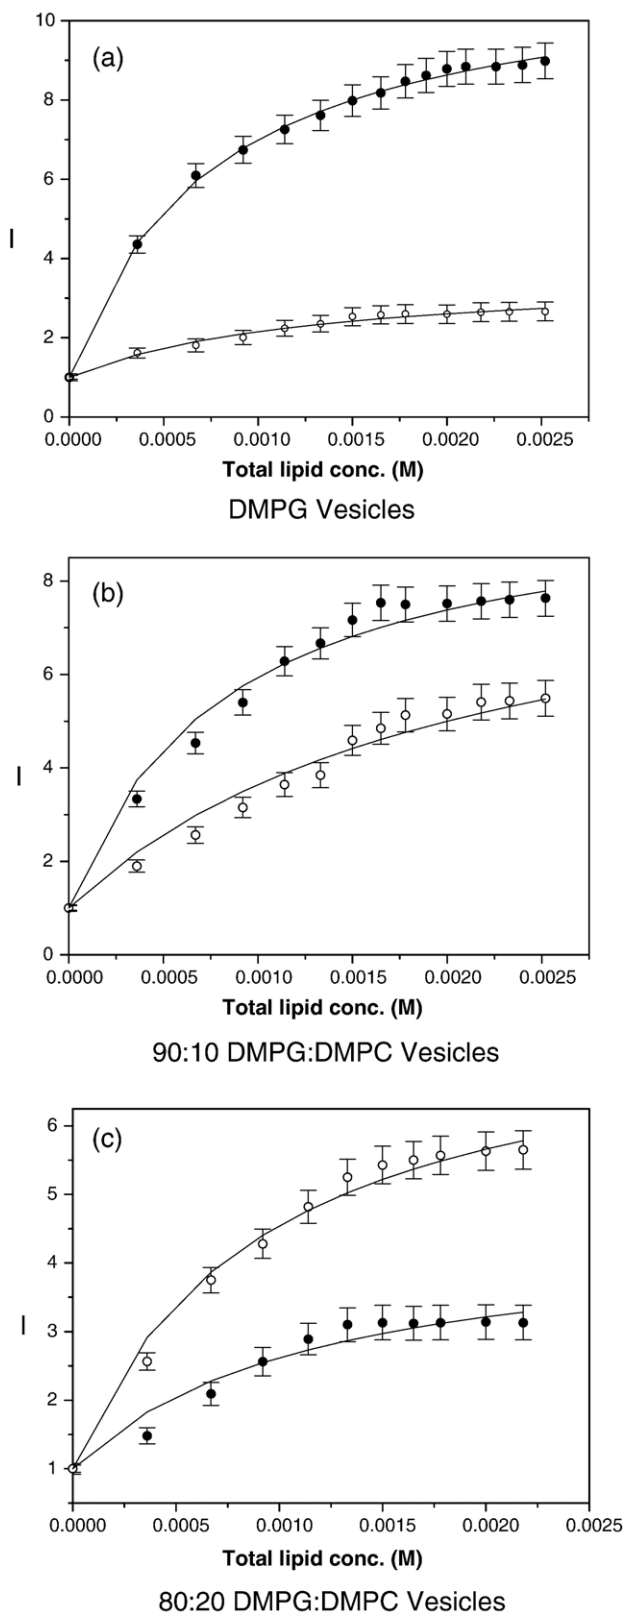 (a)
10
8
6
4
2
0
I
0.0000 0.0005 0.0010 0.0015 0.0020 0.0025
Total lipid conc. (M)
DMPG Vesicles
(b)
8
6
4
2
0
I
0.0000 0.0005 0.0010 0.0015 0.0020 0.0025
Total lipid conc. (M)
90:10 DMPG:DMPC Vesicles
(c)
6
5
4
3
2
1
I
0.0000 0.0005 0.0010 0.0015 0.0020 0.0025
Total lipid conc. (M)
80:20 DMPG:DMPC Vesicles